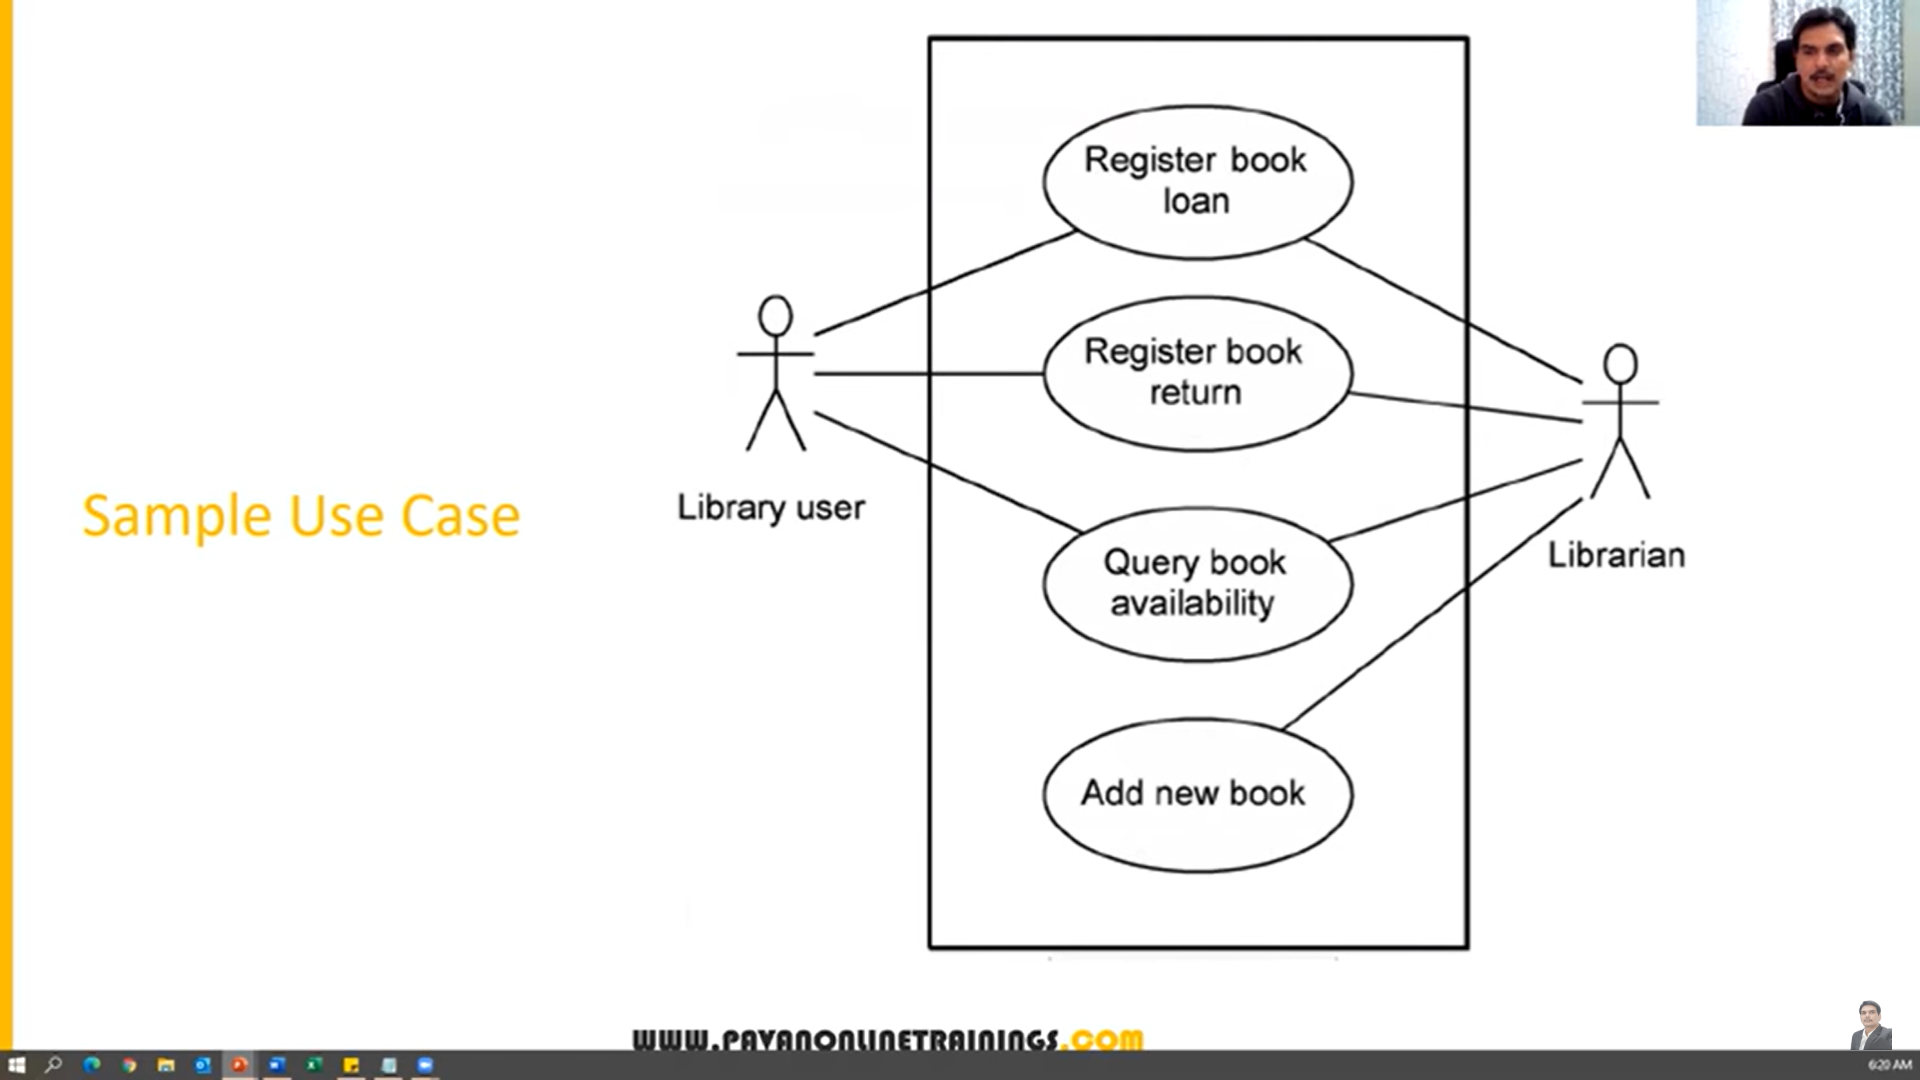 Register book
loan
Register book
return
Library user
Sample Use Case
Query book
availability
Librarian
Add new book
WWW.PAVANONLINETRAININGS.COM
6:20 AM